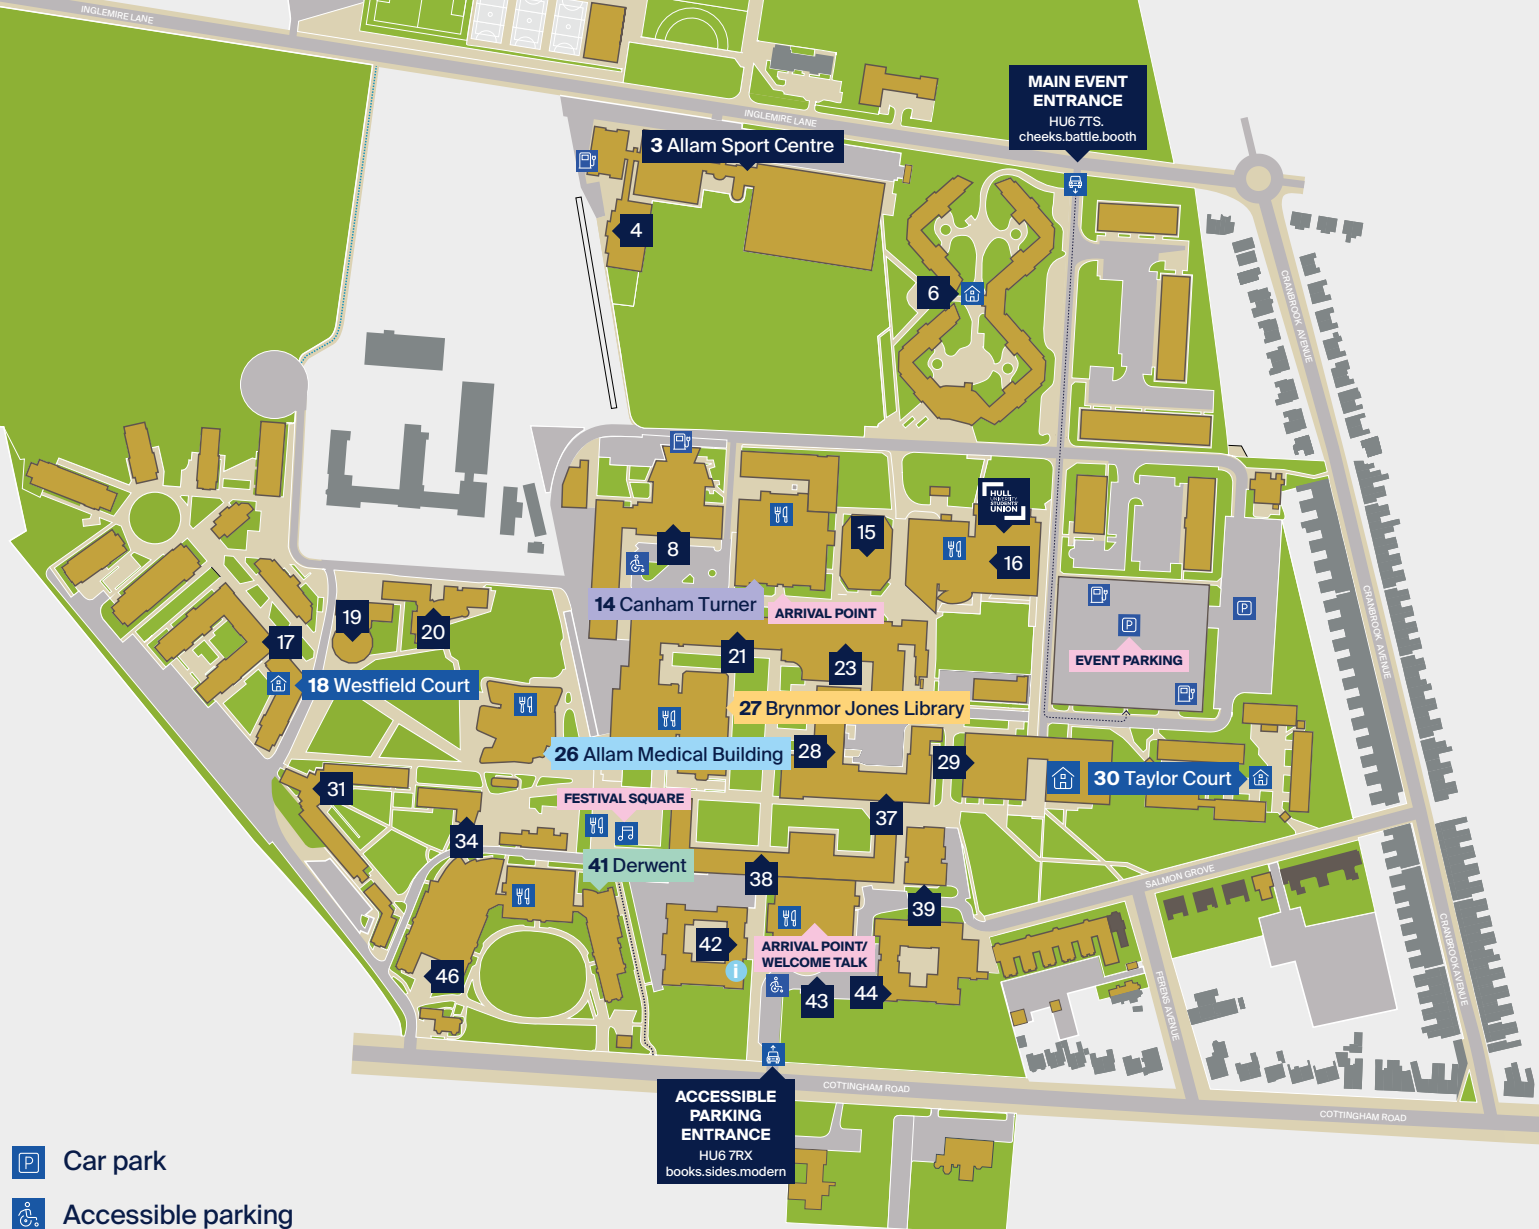 INGLEMIRE LANE
INGLEMIRE LANE
MAIN EVENT
ENTRANCE
HU6 7TS.
cheeks.battle.booth
3 Allam Sport Centre
4
6
CRANBROOK AVENUE
HULL
UNIVERSITY
STUDENTS'
UNION
15
8
16
14 Canham Turner
ARRIVAL POINT
P
P
EVENT PARKING
CRANBROOK AVENUE
19
20
17
21
23
18 Westfield Court
27 Brynmor Jones Library
26 Allam Medical Building
28
29
30 Taylor Court
31
FESTIVAL SQUARE
37
34
41 Derwent
38
SALMON GROVE
39
42
ARRIVAL POINT/
WELCOME TALK
i
46
43
44
CRANBROOK AVENUE
FERENS AVENUE
ACCESSIBLE
PARKING
ENTRANCE
HU6 7RX
books.sides.modern
COTTINGHAM ROAD
COTTINGHAM ROAD
P Car park
Accessible parking